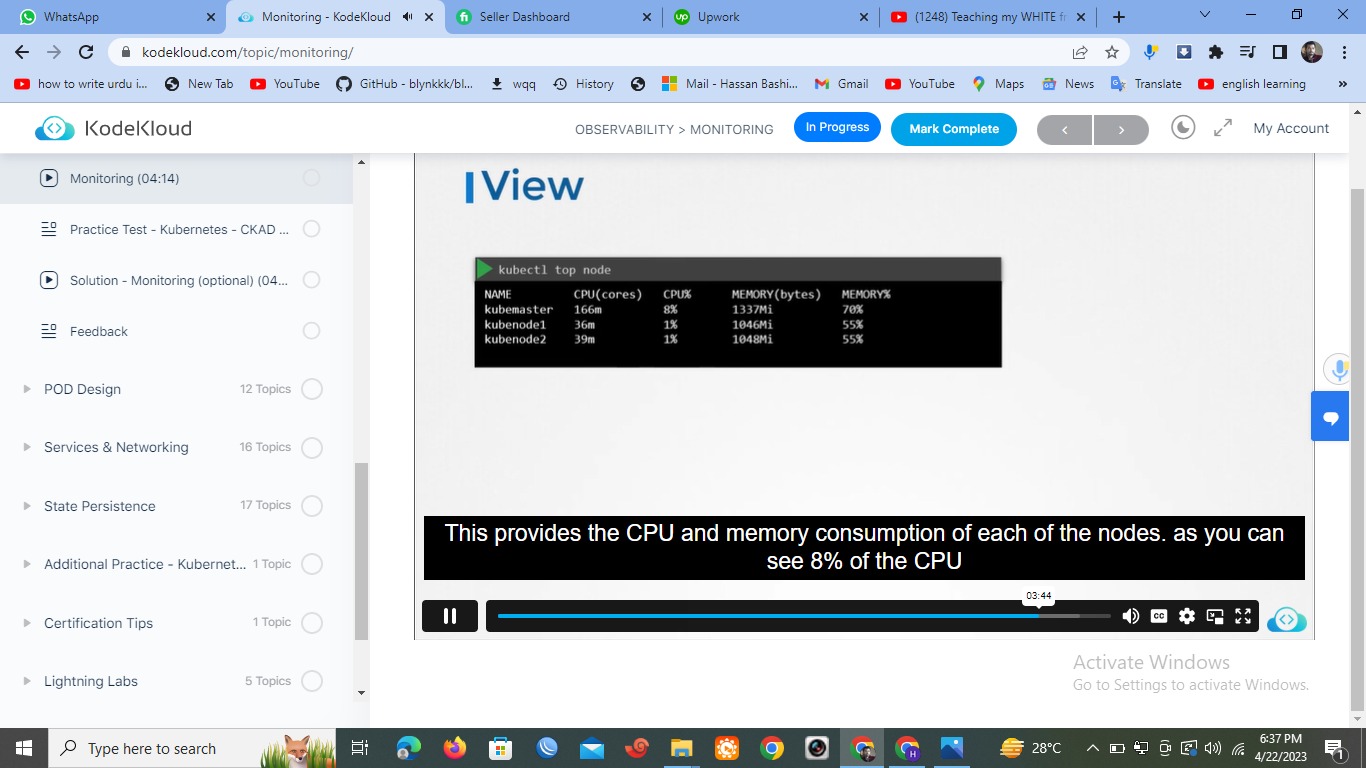 WhatsApp
Monitoring - KodeKloud
Seller Dashboard
Upwork
(1248) Teaching my WHITE fr
kodekloud.com/topic/monitoring/
how to write urdu i...
New Tab
YouTube
GitHub - blynkkk/bl...
wqq
History
Mail - Hassan Bashi...
Gmail
YouTube
Maps
News
Translate
english learning
»
KodeKloud
OBSERVABILITY > MONITORING
In Progress
Mark Complete
My Account
Monitoring (04:14)
Practice Test - Kubernetes - CKAD ...
Solution - Monitoring (optional) (04...
Feedback
POD Design 12 Topics
Services & Networking 16 Topics
State Persistence 17 Topics
Additional Practice - Kubernet... 1 Topic
Certification Tips 1 Topic
Lightning Labs 5 Topics
View
kubectl top node
NAME CPU(cores) CPU% MEMORY(bytes) MEMORY%
kubemaster 166m 8% 1337Mi 70%
kubenode1 36m 1% 1046Mi 55%
kubenode2 39m 1% 1048Mi 55%
This provides the CPU and memory consumption of each of the nodes. as you can
see 8% of the CPU
03:44
CC
Activate Windows
Go to Settings to activate Windows.
Type here to search
28°C
6:37 PM
4/22/2023
1